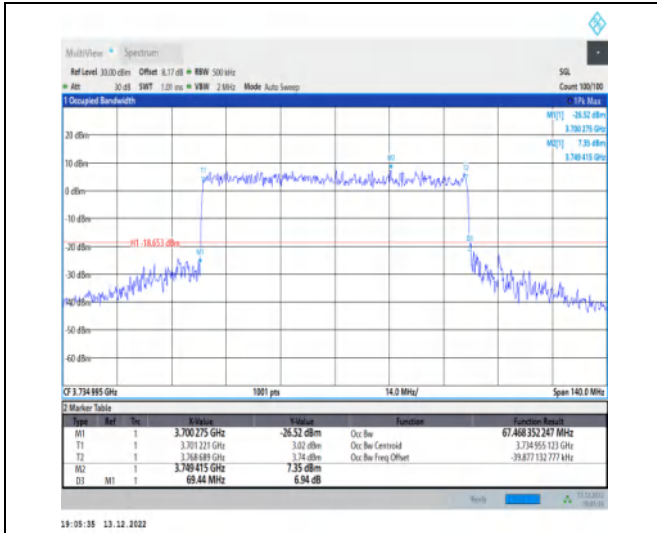 MultiView Spectrum
Ref Level 30.00 dBm Offset 8.17 dB RBW 500 kHz SGL
Att 30 dB SWT 1.01 ms VBW 2 MHz Mode Auto Sweep Count 100/100
1 Occupied Bandwidth 1Pk Max
M1[1] -26.52 dBm
3.700 275 GHz
20 dBm
M2[1] 7.35 dBm
3.749 415 GHz
10 dBm
M2
T1
T2
0 dBm
-10 dBm
H1 -18.653 dBm
D3
-20 dBm
M1
-30 dBm
-40 dBm
-50 dBm
-60 dBm
CF 3.734 995 GHz 1001 pts 14.0 MHz/ Span 140.0 MHz
2 Marker Table
Type Ref Trc X-Value Y-Value Function Function Result
M1 1 3.700 275 GHz -26.52 dBm Occ Bw 67.468 352 247 MHz
T1 1 3.701 221 GHz 3.02 dBm Occ Bw Centroid 3.734 955 123 GHz
T2 1 3.768 689 GHz 3.74 dBm Occ Bw Freq Offset -39.877 132 777 kHz
M2 1 3.749 415 GHz 7.35 dBm
D3 M1 1 69.44 MHz 6.94 dB
Ready 13.12.2022
19:05:35 13.12.2022